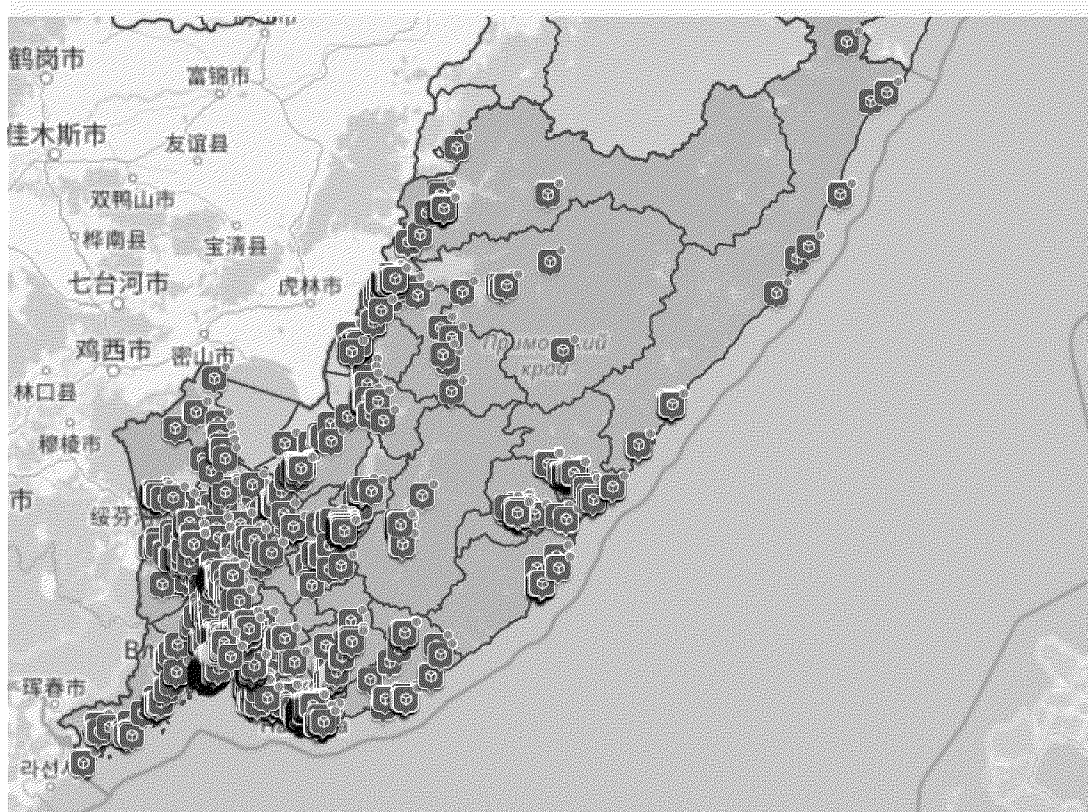 鹤岗市
富锦市
佳木斯市
友谊县
双鸭山市
桦南县
宝清县
七台河市
虎林市
鸡西市
密山市
Приморский
край
林口县
穆棱市
市
绥芬河
珲春市
라선시